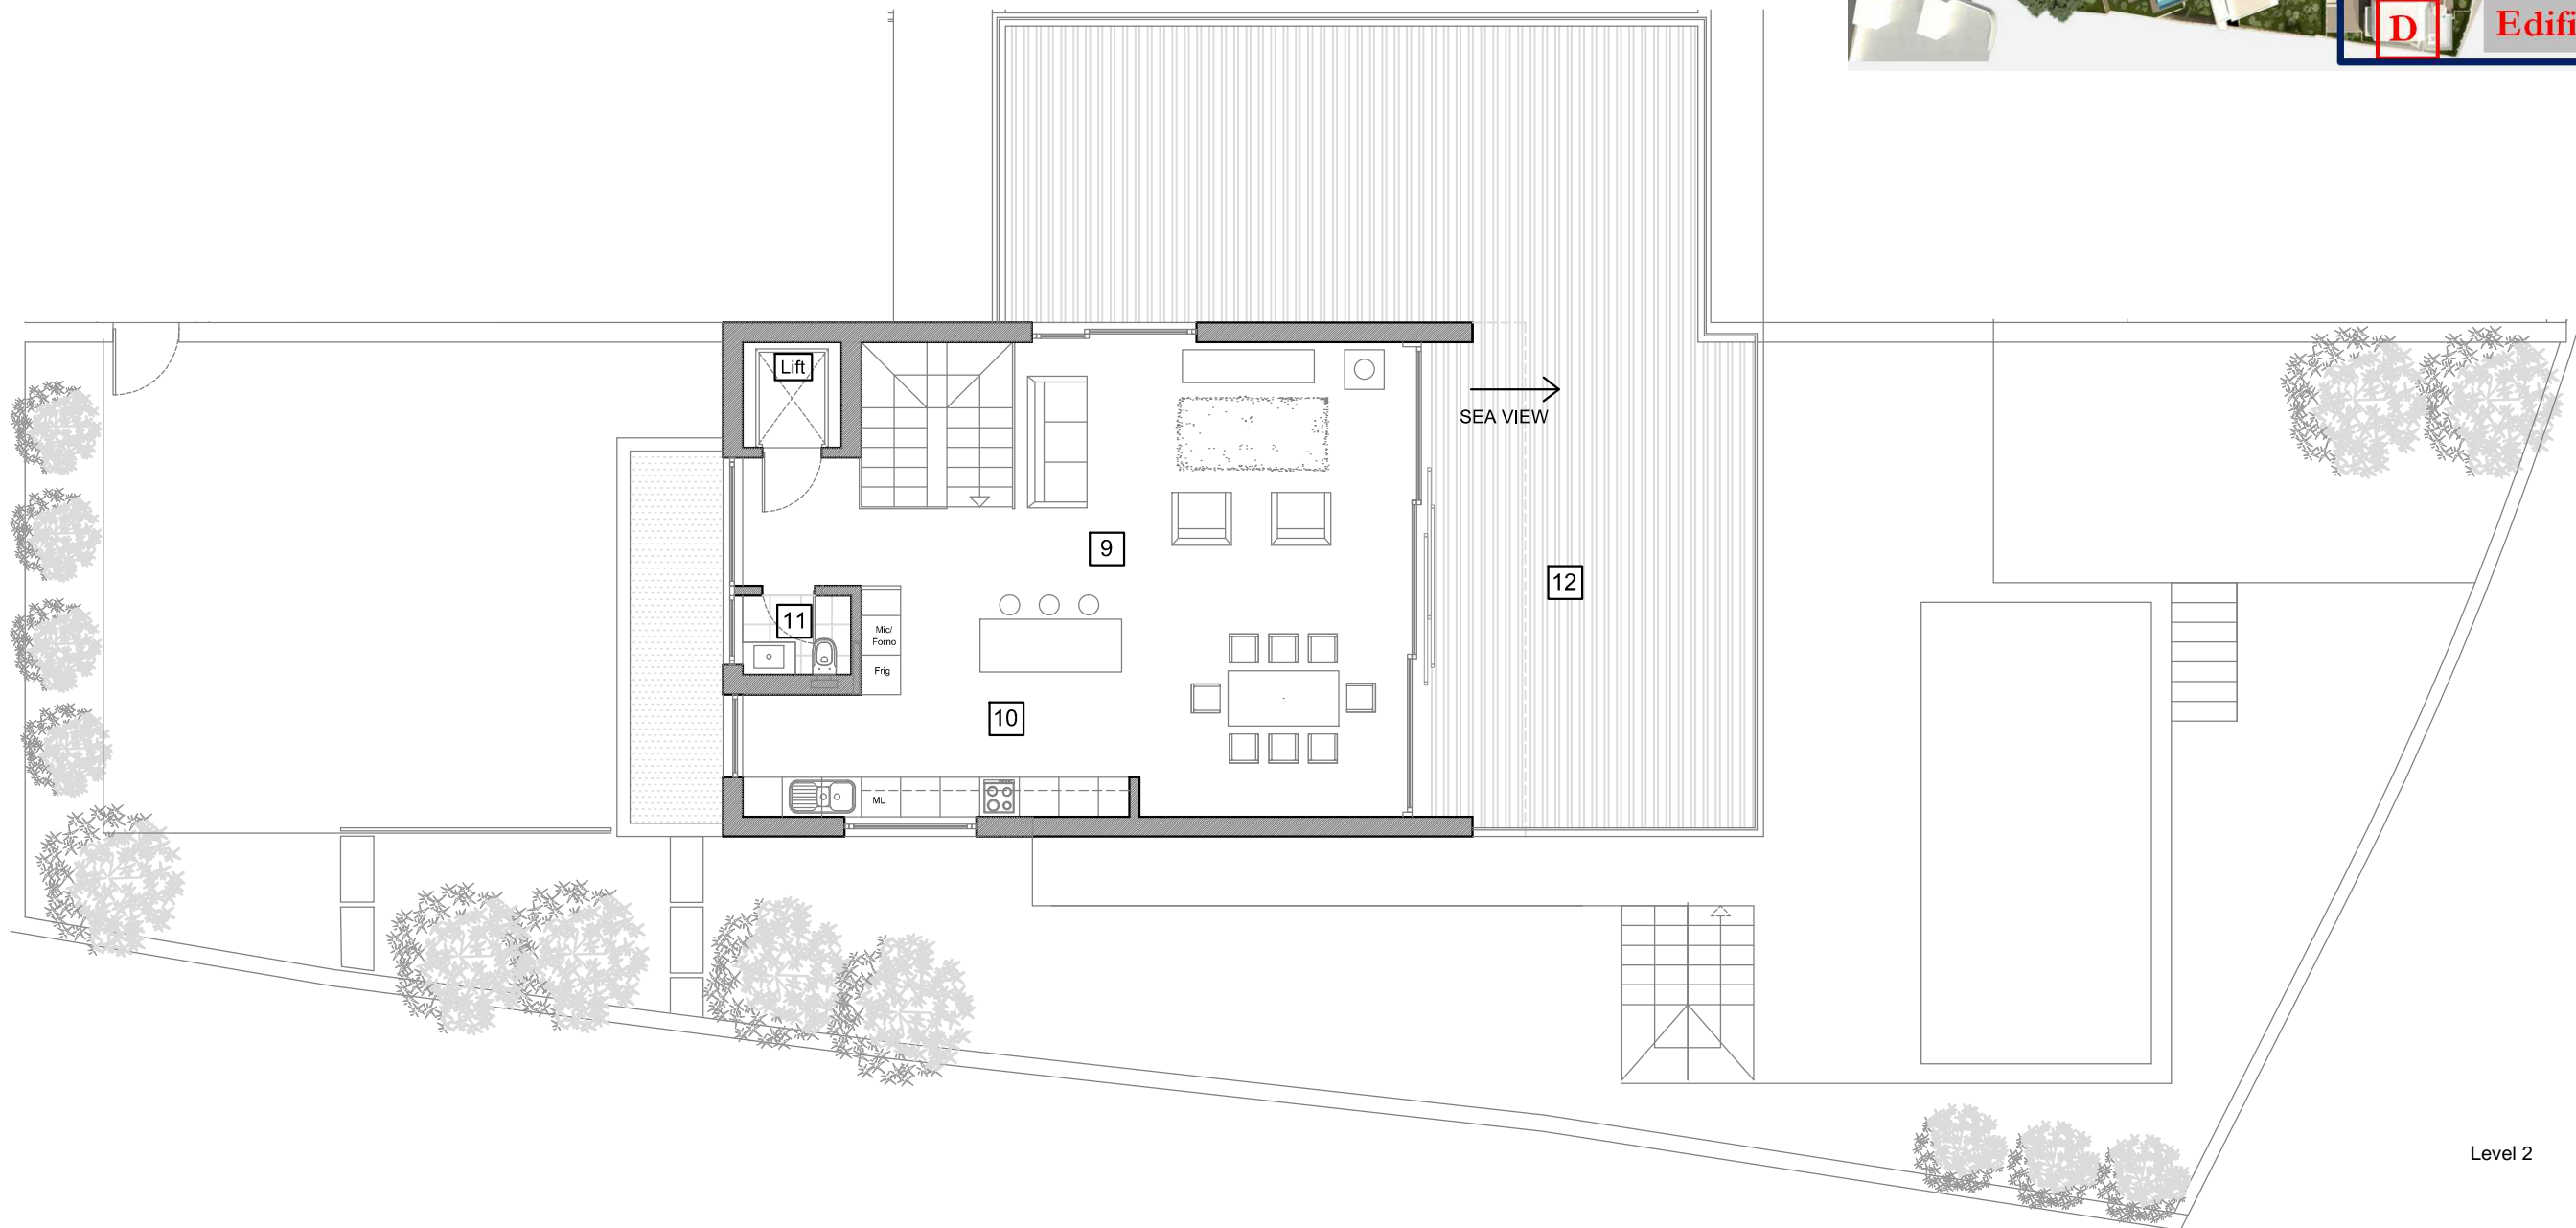 D
Edifi
Lift
SEA VIEW
9
12
11
Mic/
Forno
Frig
10
ML
Level 2